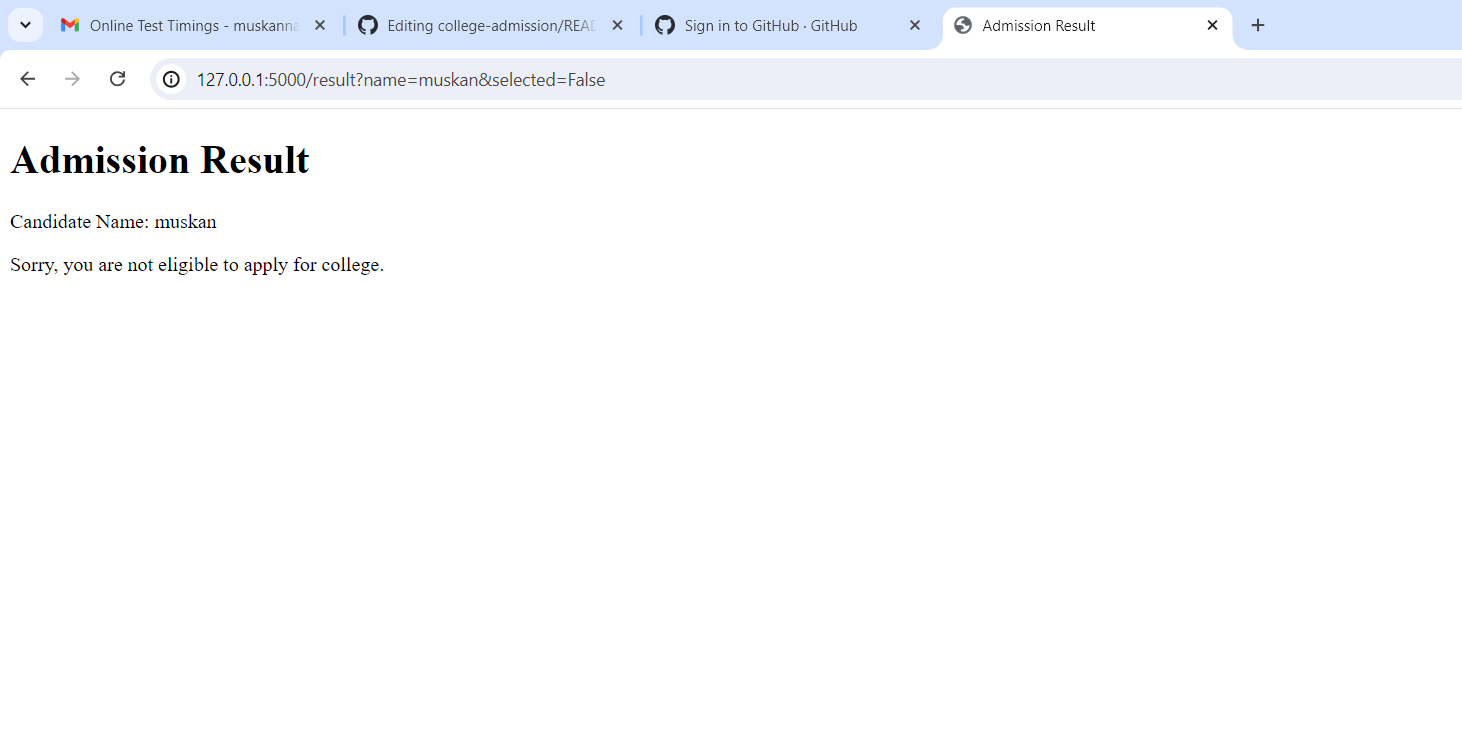 Online Test Timings - muskanna
Editing college-admission/READ
Sign in to GitHub · GitHub
Admission Result
127.0.0.1:5000/result?name=muskan&selected=False
Admission Result
Candidate Name: muskan
Sorry, you are not eligible to apply for college.